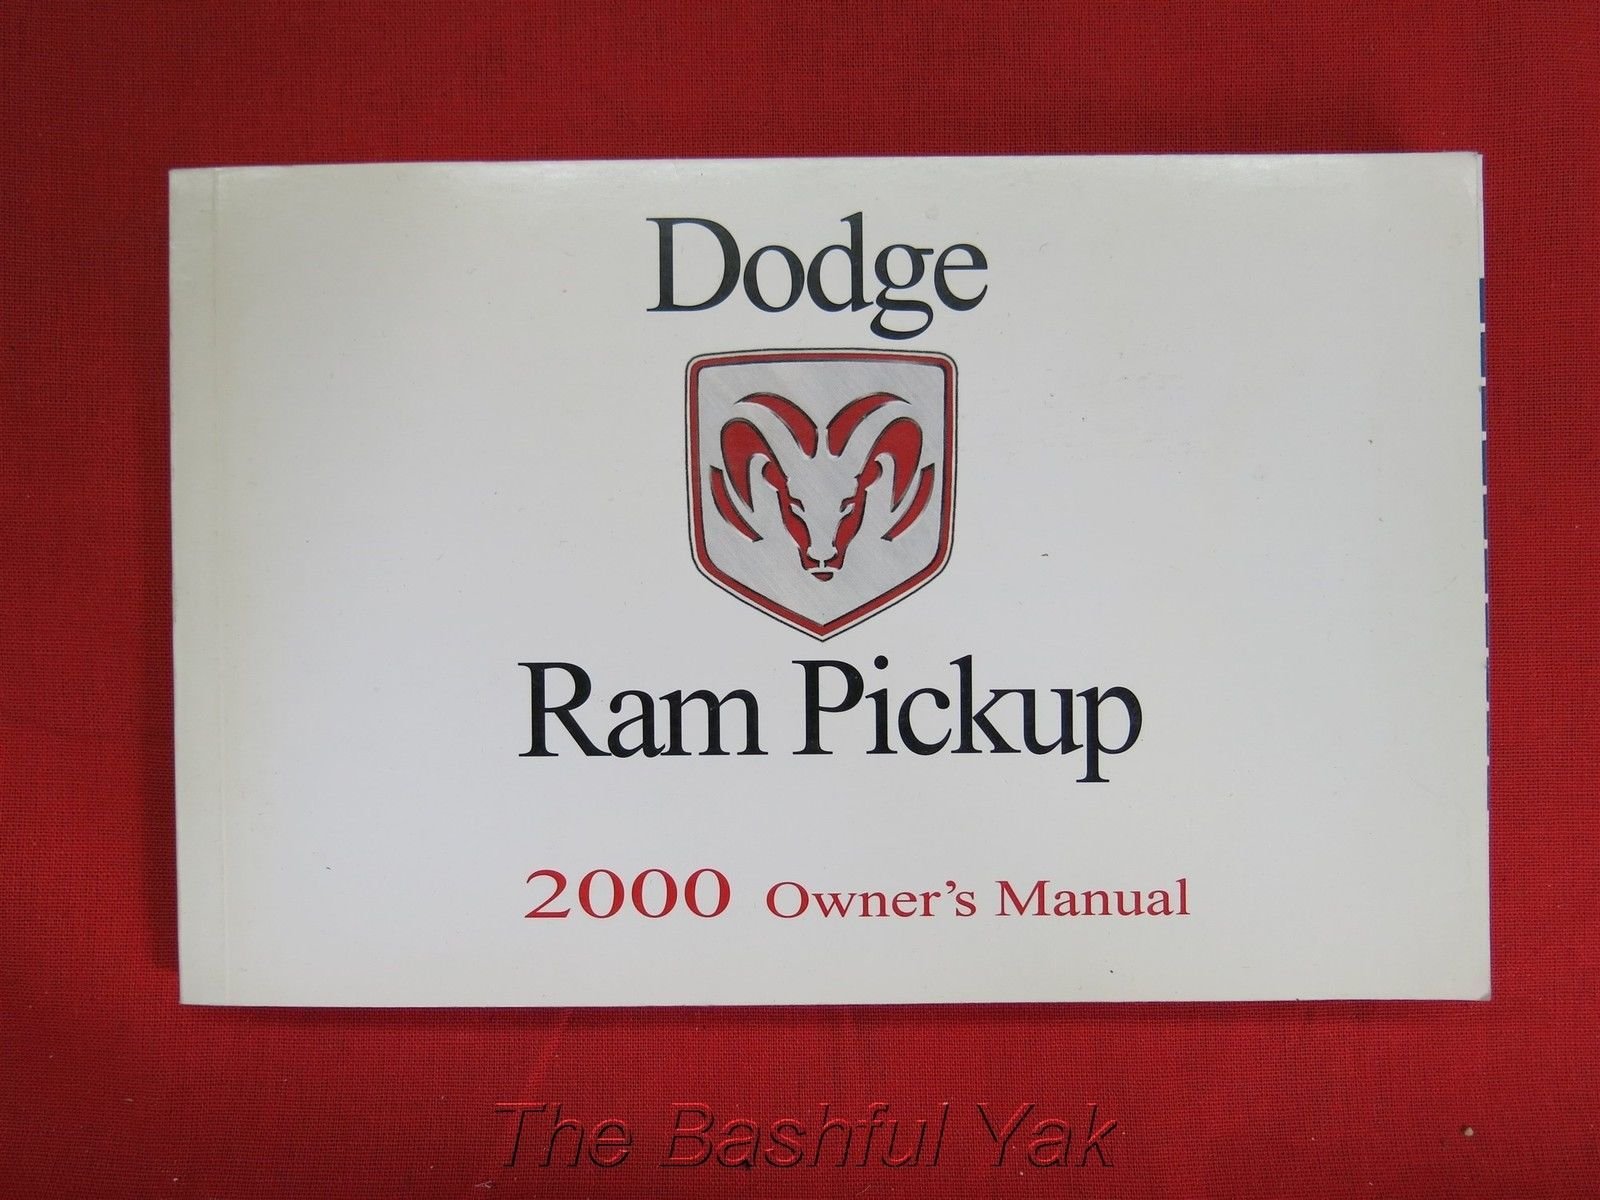 Dodge
Ram Pickup
2000 Owner's Manual
The Bashful Yak